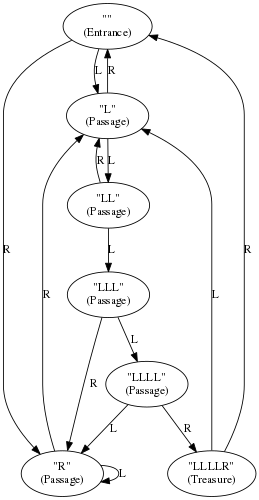 ""
(Entrance)
L
R
"L"
(Passage)
R
L
"LL"
(Passage)
R
R
L
"LLL"
(Passage)
L
R
"LLLL"
(Passage)
R
L
L
R
"R"
(Passage)
L
"LLLLR"
(Treasure)